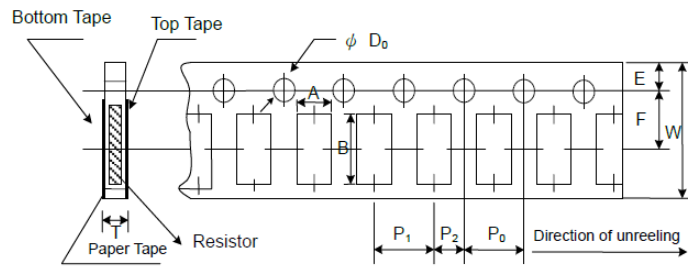 Bottom Tape
Top Tape
ϕ D₀
E
A
F
W
B
T
P₁
P₂
P₀
Direction of unreeling
Resistor
Paper Tape